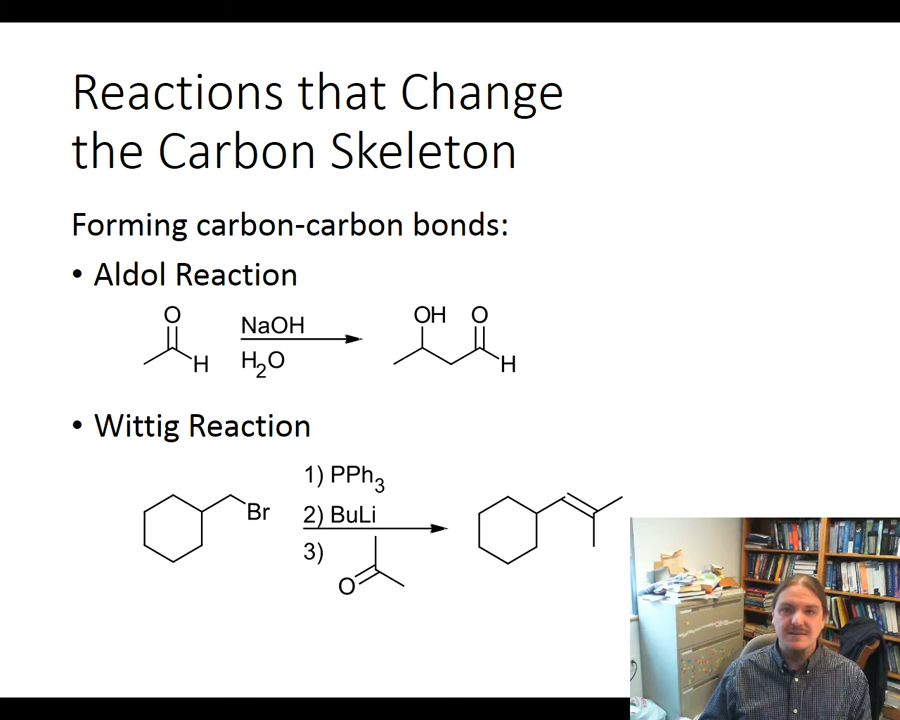 Reactions that Change
the Carbon Skeleton
Forming carbon-carbon bonds:
• Aldol Reaction
O
H
NaOH
H₂O
OH O
H
• Wittig Reaction
Br
1) PPh₃
2) BuLi
3)
O